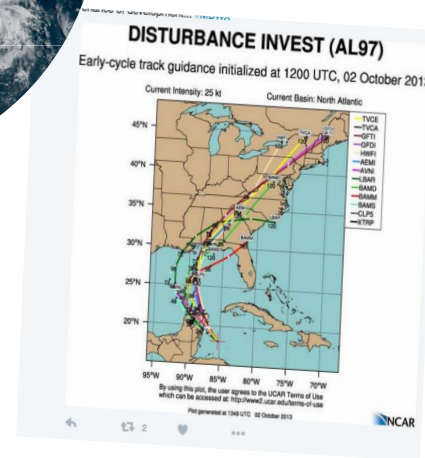 DISTURBANCE INVEST (AL97)
Early-cycle track guidance initialized at 1200 UTC, 02 October 201
Current Intensity: 25 kt
Current Basin: North Atlantic
TVCE
TVCA
GFTI
GFDI
HWFI
AEMI
AVNI
LBAR
BAMD
BAMM
BAMS
CLP5
XTRP
45°N
40°N
35°N
30°N
25°N
20°N
95°W 90°W 85°W 80°W 75°W 70°W
By using this plot, the user agrees to the UCAR Terms of Use
which can be accessed at: http://www2.ucar.edu/terms-of-use
Plot generated at 1349 UTC 02 October 2013
NCAR
2